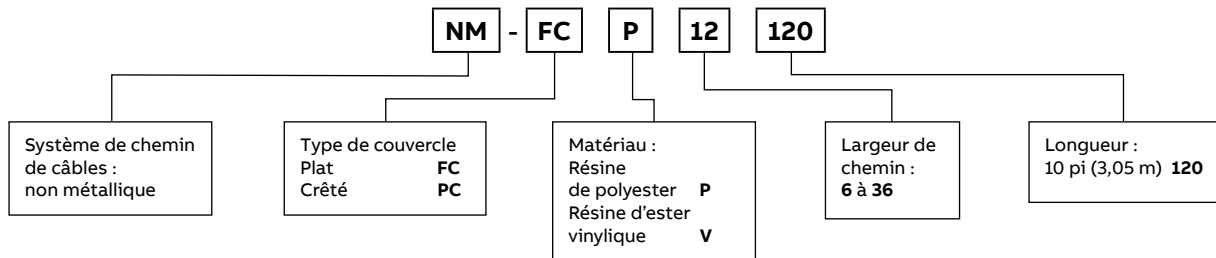 NM - FC P 12 120
Système de chemin
de câbles :
non métallique
Type de couvercle
Plat FC
Crêté PC
Matériau :
Résine
de polyester P
Résine d'ester
vinylique V
Largeur de
chemin :
6 à 36
Longueur :
10 pi (3,05 m) 120